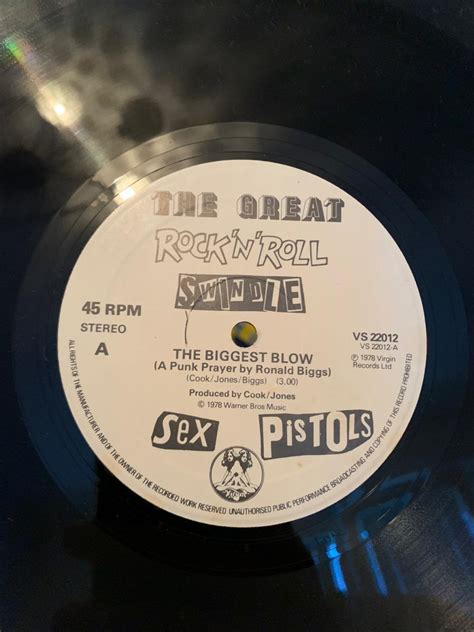 THE GREAT
ROCK 'N' ROLL
SWINDLE
45 RPM
STEREO
A
VS 22012
VS 22012-A
℗ 1978 Virgin
Records Ltd
THE BIGGEST BLOW
(A Punk Prayer by Ronald Biggs)
(Cook/Jones/Biggs) (3.00)
Produced by Cook/Jones
© 1978 Warner Bros Music
SEX PISTOLS
Virgin
ALL RIGHTS OF THE MANUFACTURER AND OF THE OWNER OF THE RECORDED WORK RESERVED UNAUTHORISED PUBLIC PERFORMANCE BROADCASTING AND COPYING OF THIS RECORD PROHIBITED